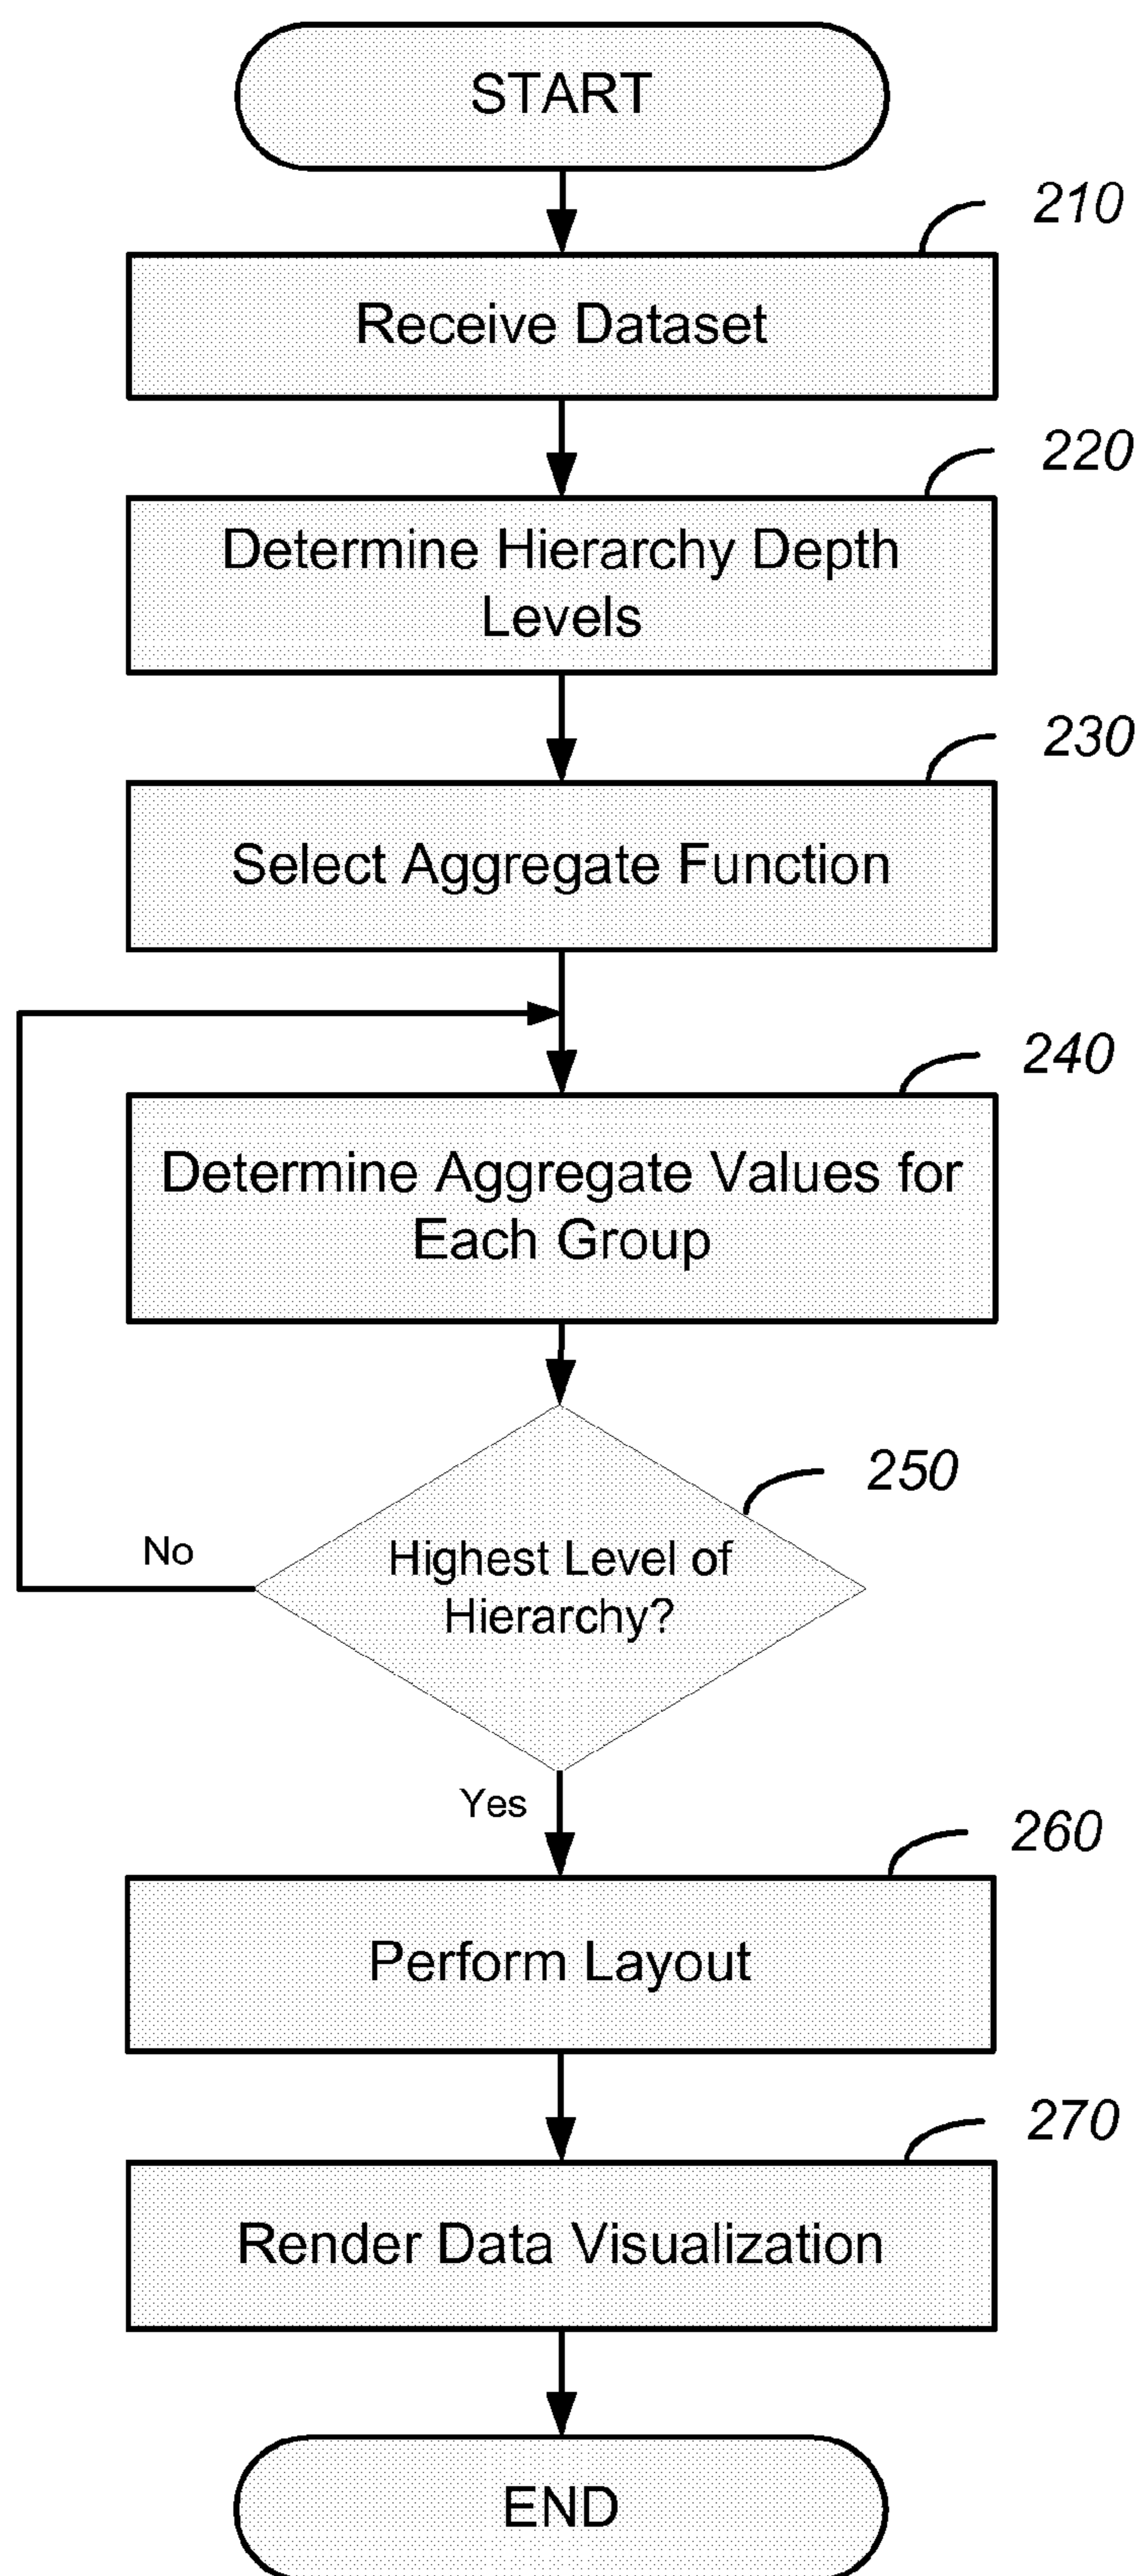 START
210
Receive Dataset
220
Determine Hierarchy Depth
Levels
230
Select Aggregate Function
240
Determine Aggregate Values for
Each Group
250
Highest Level of
Hierarchy?
No
Yes
260
Perform Layout
270
Render Data Visualization
END